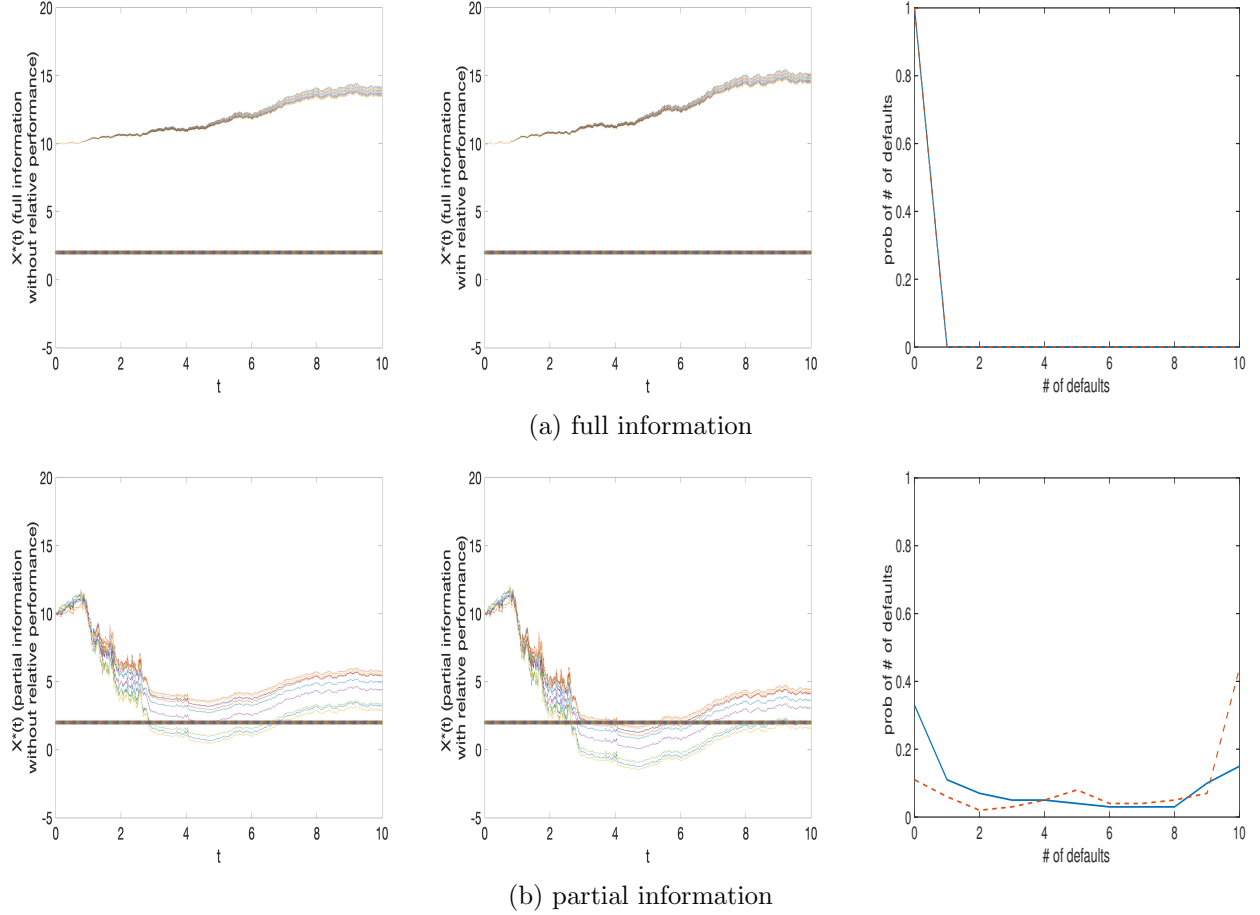 X*(t) (full information
without relative performance)
20
15
10
5
0
-5
0 2 4 6 8 10
t
X*(t) (full information
with relative performance)
20
15
10
5
0
-5
0 2 4 6 8 10
t
prob of # of defaults
1
0.8
0.6
0.4
0.2
0
0 2 4 6 8 10
# of defaults
(a) full information
X*(t) (partial information
without relative performance)
20
15
10
5
0
-5
0 2 4 6 8 10
t
X*(t) (partial information
with relative performance)
20
15
10
5
0
-5
0 2 4 6 8 10
t
prob of # of defaults
1
0.8
0.6
0.4
0.2
0
0 2 4 6 8 10
# of defaults
(b) partial information